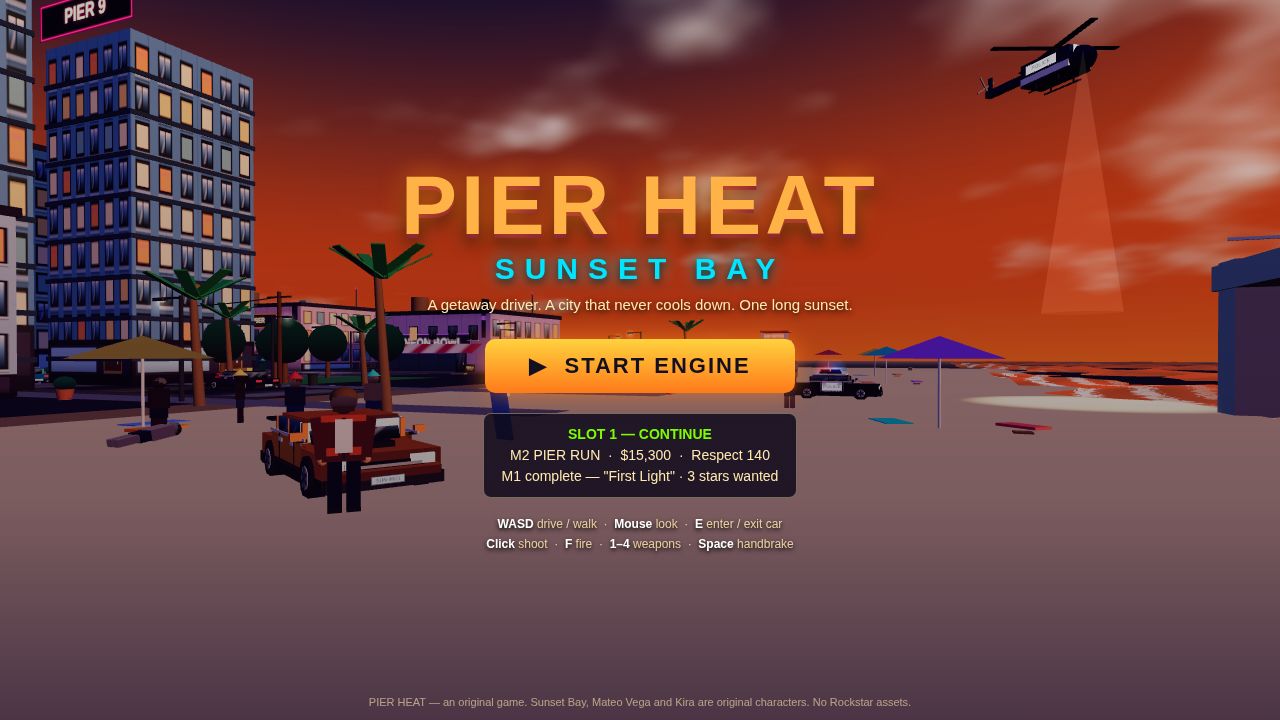 PIER 9
PIER HEAT
SUNSET BAY
A getaway driver. A city that never cools down. One long sunset.
▶ START ENGINE
SLOT 1 — CONTINUE
M2 PIER RUN · $15,300 · Respect 140
M1 complete — "First Light" · 3 stars wanted
WASD drive / walk · Mouse look · E enter / exit car
Click shoot · F fire · 1–4 weapons · Space handbrake
PIER HEAT — an original game. Sunset Bay, Mateo Vega and Kira are original characters. No Rockstar assets.